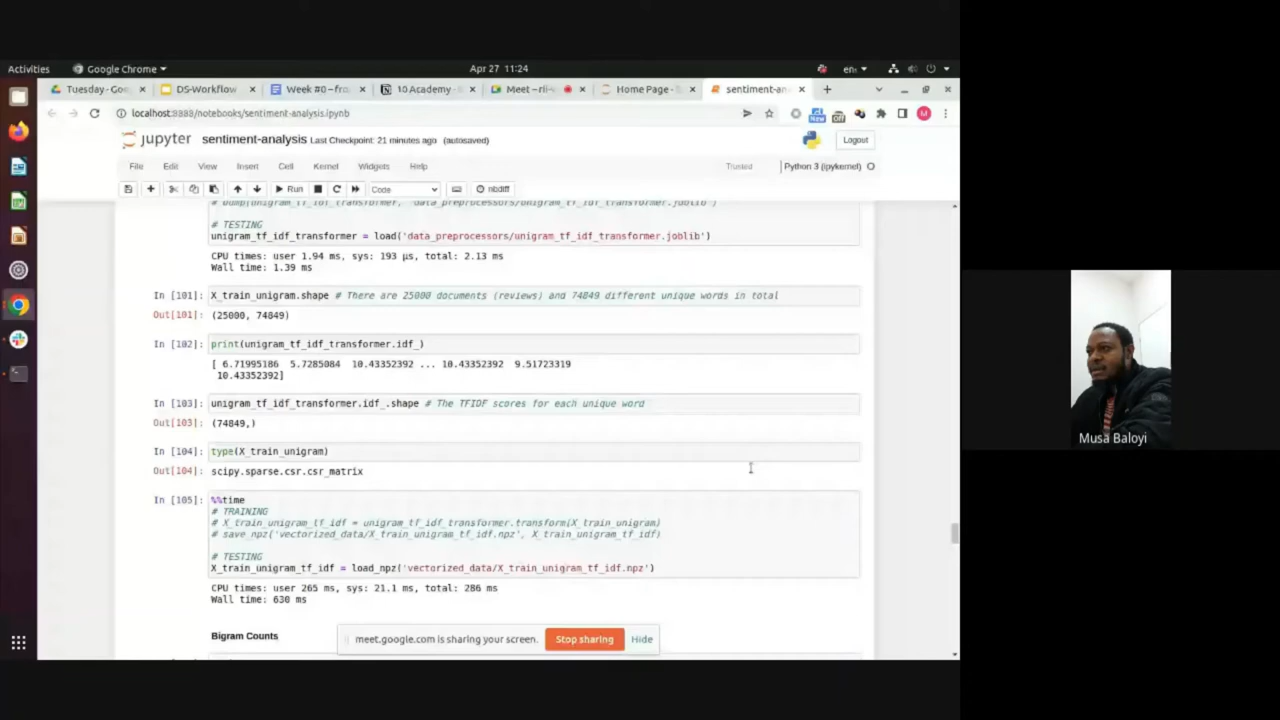 Activities
Google Chrome
Apr 27 11:24
en
Tuesday - Goo
DS-Workflow
Week #0 – fro
10 Academy -
Meet – rii-
Home Page -
sentiment-an
localhost:8888/notebooks/sentiment-analysis.ipynb
New
Off
M
jupyter sentiment-analysis Last Checkpoint: 21 minutes ago (autosaved)
Logout
File Edit View Insert Cell Kernel Widgets Help
Trusted
Python 3 (ipykernel)
Run
Code
nbdiff
# dump(unigram_tf_idf_transformer, 'data_preprocessors/unigram_tf_idf_transformer.joblib')
# TESTING
unigram_tf_idf_transformer = load('data_preprocessors/unigram_tf_idf_transformer.joblib')
CPU times: user 1.94 ms, sys: 193 µs, total: 2.13 ms
Wall time: 1.39 ms
In [101]: X_train_unigram.shape # There are 25000 documents (reviews) and 74849 different unique words in total
Out[101]: (25000, 74849)
In [102]: print(unigram_tf_idf_transformer.idf_)
[ 6.71995186 5.7285084 10.43352392 ... 10.43352392 9.51723319
10.43352392]
In [103]: unigram_tf_idf_transformer.idf_.shape # The TFIDF scores for each unique word
Out[103]: (74849,)
In [104]: type(X_train_unigram)
Out[104]: scipy.sparse.csr.csr_matrix
In [105]: %%time
# TRAINING
# X_train_unigram_tf_idf = unigram_tf_idf_transformer.transform(X_train_unigram)
# save_npz('vectorized_data/X_train_unigram_tf_idf.npz', X_train_unigram_tf_idf)
# TESTING
X_train_unigram_tf_idf = load_npz('vectorized_data/X_train_unigram_tf_idf.npz')
CPU times: user 265 ms, sys: 21.1 ms, total: 286 ms
Wall time: 630 ms
Bigram Counts
meet.google.com is sharing your screen.
Stop sharing
Hide
Musa Baloyi